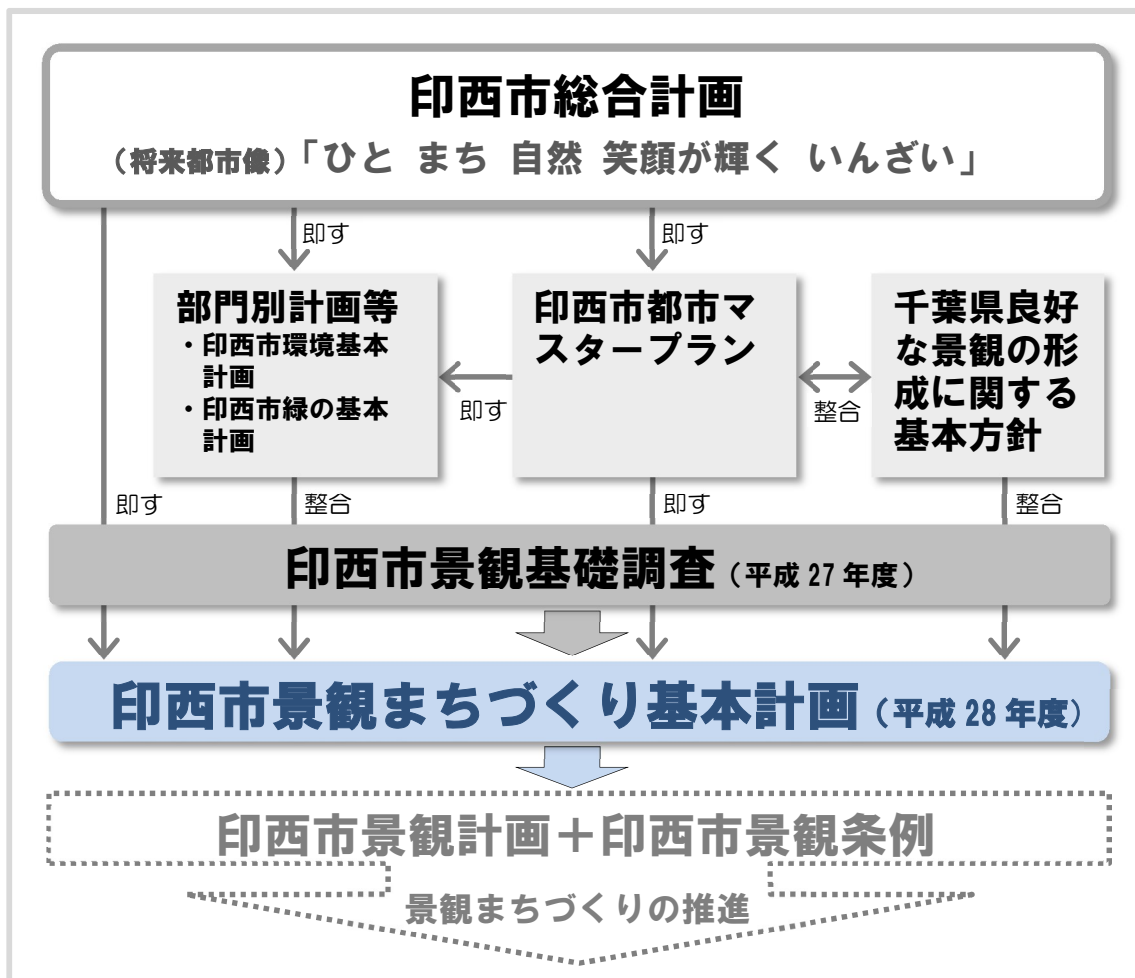 印西市総合計画
（将来都市像）「ひと まち 自然 笑顔が輝く いんざい」
即す
即す
部門別計画等
・印西市環境基本
計画
・印西市緑の基本
計画
即す
印西市都市マ
スタープラン
整合
千葉県良好
な景観の形
成に関する
基本方針
即す
整合
即す
整合
印西市景観基礎調査（平成 27 年度）
印西市景観まちづくり基本計画（平成 28 年度）
印西市景観計画＋印西市景観条例
景観まちづくりの推進